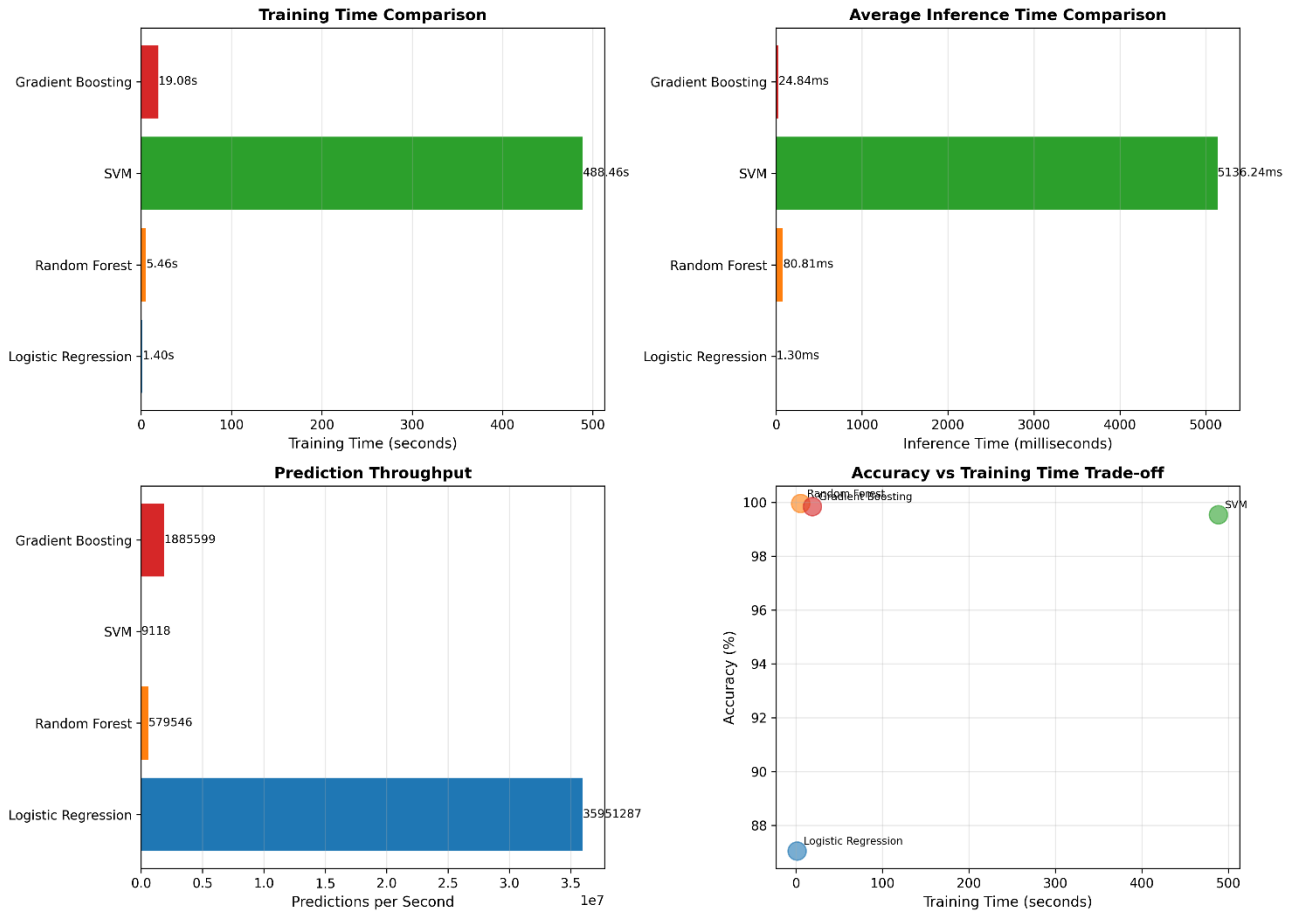 Training Time Comparison
Gradient Boosting
19.08s
SVM
488.46s
Random Forest
5.46s
Logistic Regression
1.40s
0 100 200 300 400 500
Training Time (seconds)
Average Inference Time Comparison
Gradient Boosting
24.84ms
SVM
5136.24ms
Random Forest
80.81ms
Logistic Regression
1.30ms
0 1000 2000 3000 4000 5000
Inference Time (milliseconds)
Prediction Throughput
Gradient Boosting
1885599
SVM
9118
Random Forest
579546
Logistic Regression
35951287
0.0 0.5 1.0 1.5 2.0 2.5 3.0 3.5
1e7
Predictions per Second
Accuracy vs Training Time Trade-off
Random Forest
Gradient Boosting
SVM
Logistic Regression
100
98
96
94
92
90
88
Accuracy (%)
0 100 200 300 400 500
Training Time (seconds)